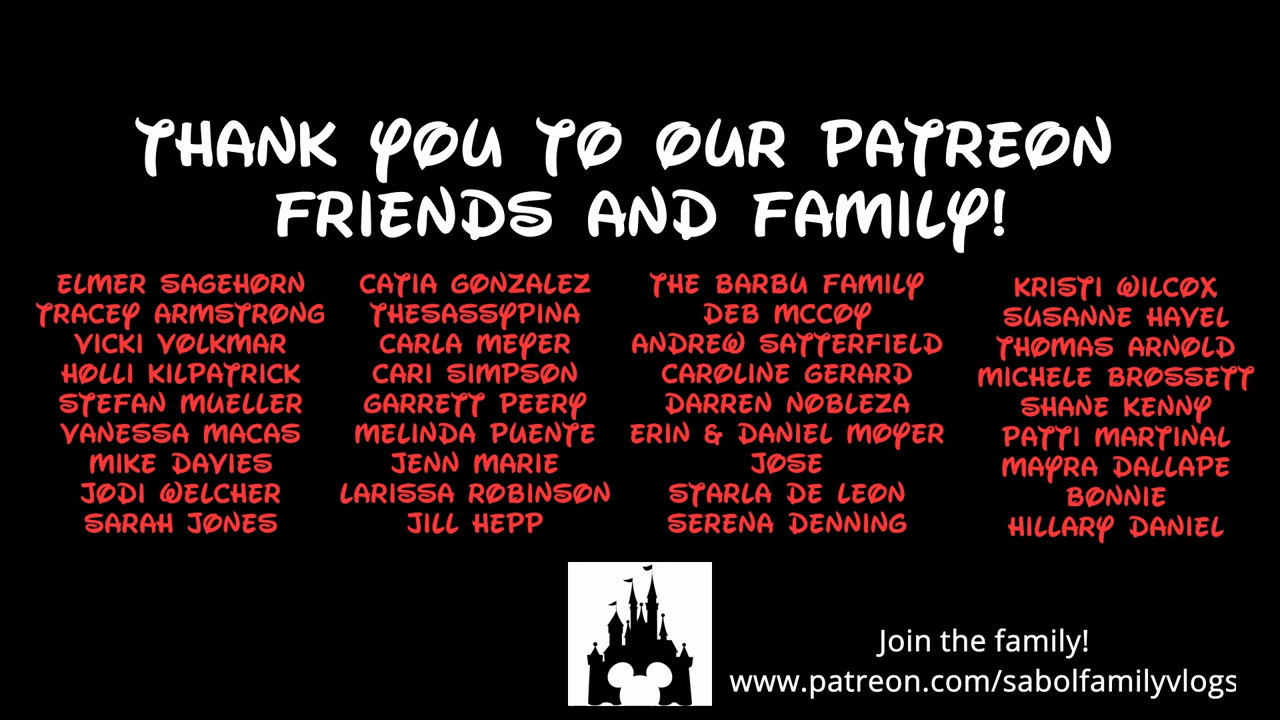 THANK YOU TO OUR PATREON
FRIENDS AND FAMILY!
ELMER SAGEHORN
TRACEY ARMSTRONG
VICKI VOLKMAR
HOLLI KILPATRICK
STEFAN MUELLER
VANESSA MACAS
MIKE DAVIES
JODI WELCHER
SARAH JONES
CATIA GONZALEZ
THESASSYPINA
CARLA MEYER
CARI SIMPSON
GARRETT PEERY
MELINDA PUENTE
JENN MARIE
LARISSA ROBINSON
JILL HEPP
THE BARBU FAMILY
DEB MCCOY
ANDREW SATTERFIELD
CAROLINE GERARD
DARREN NOBLEZA
ERIN & DANIEL MOYER
JOSE
STARLA DE LEON
SERENA DENNING
KRISTI WILCOX
SUSANNE HAVEL
THOMAS ARNOLD
MICHELE BROSSETT
SHANE KENNY
PATTI MARTINAL
MAYRA DALLAPE
BONNIE
HILLARY DANIEL
Join the family!
www.patreon.com/sabolfamilyvlogs